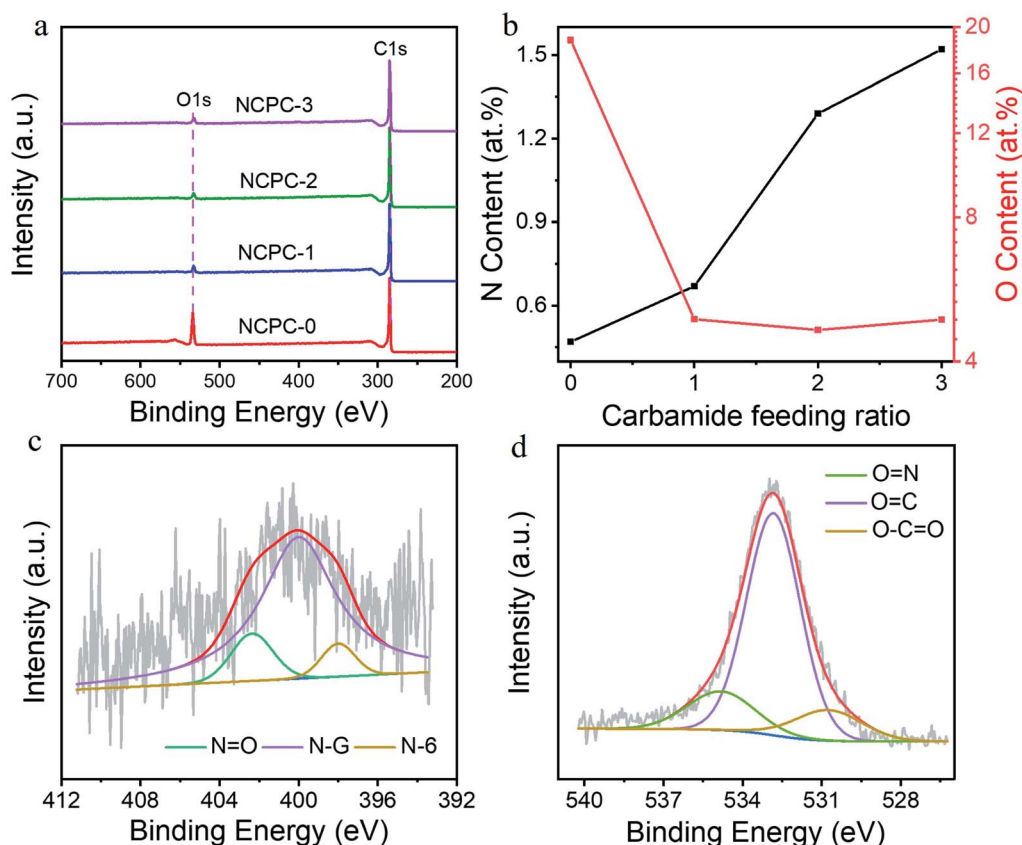 a
C1s
O1s
NCPC-3
NCPC-2
NCPC-1
NCPC-0
Intensity (a.u.)
700 600 500 400 300 200
Binding Energy (eV)
b
1.5
1.2
0.9
0.6
N Content (at.%)
20
16
12
8
4
O Content (at.%)
0 1 2 3
Carbamide feeding ratio
c
Intensity (a.u.)
N=O N-G N-6
412 408 404 400 396 392
Binding Energy (eV)
d
O=N
O=C
O-C=O
Intensity (a.u.)
540 537 534 531 528
Binding Energy (eV)